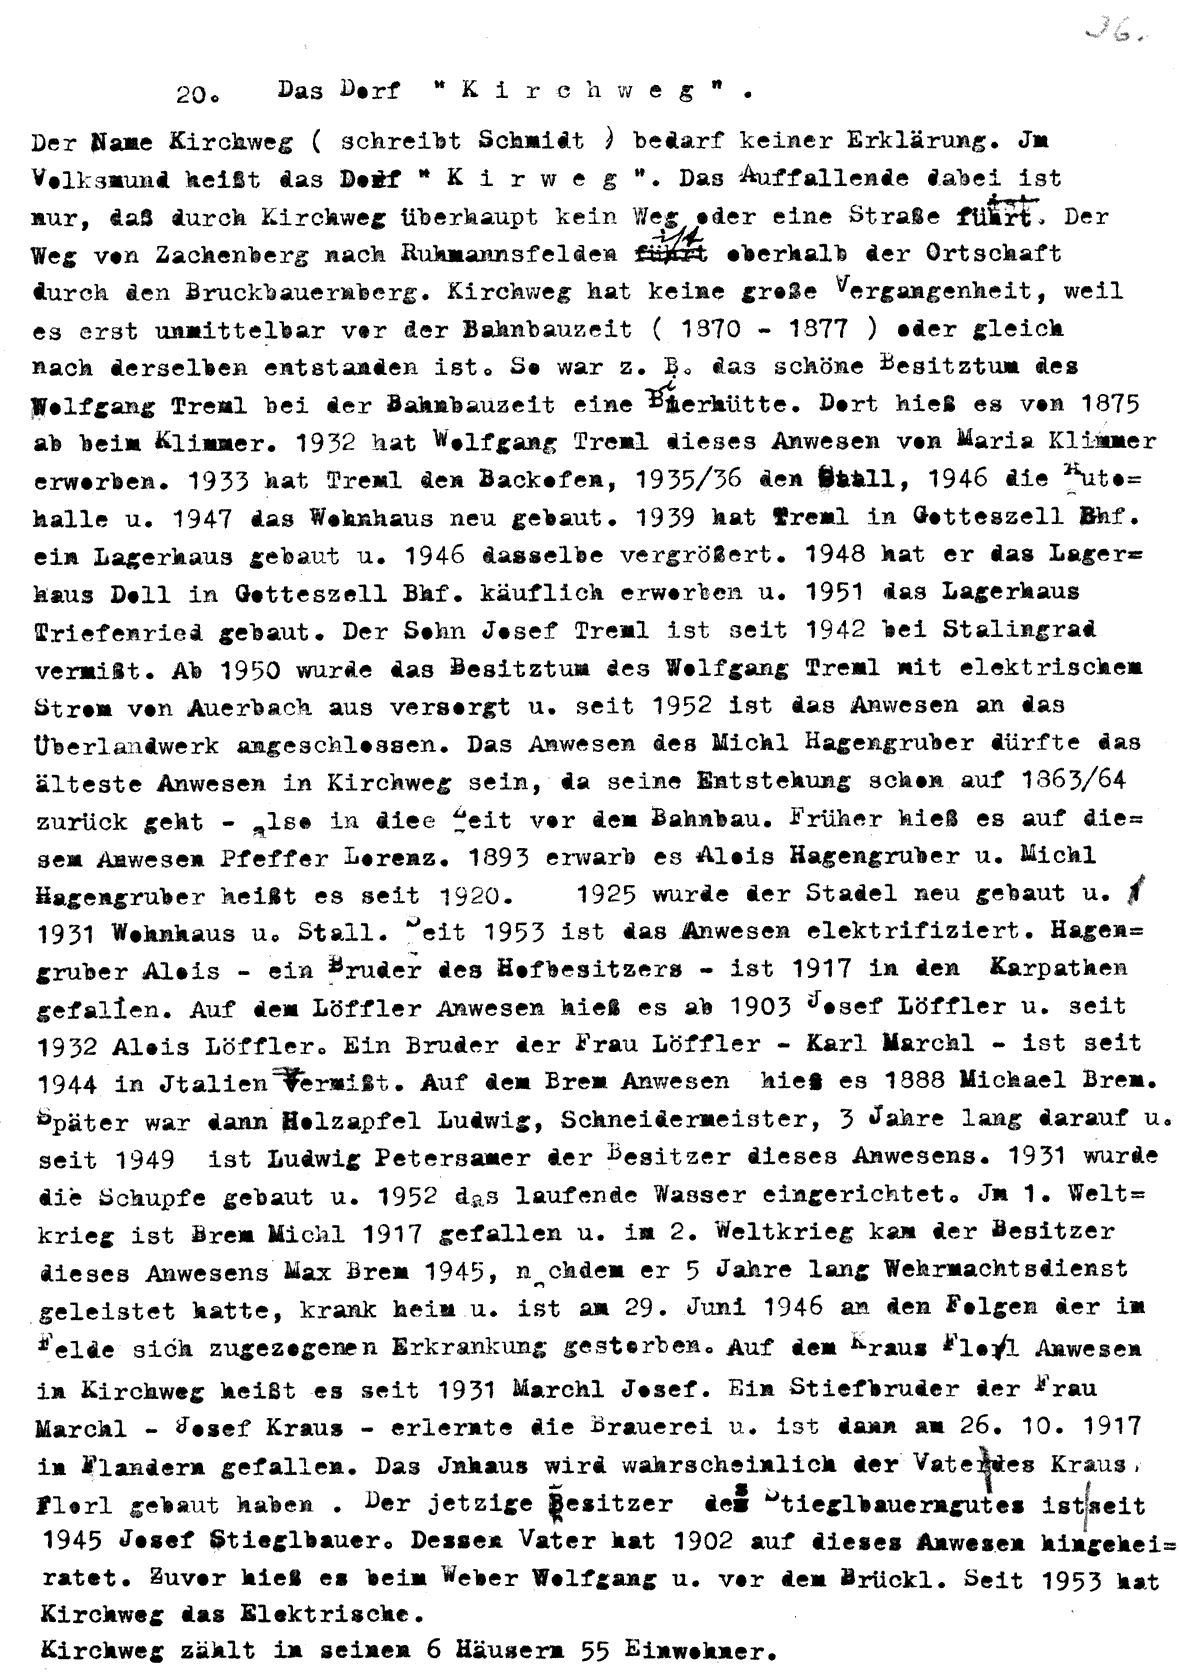 36.
20. Das Dorf " K i r c h w e g " .
Der Name Kirchweg ( schreibt Schmidt ) bedarf keiner Erklärung. Jm
Volksmund heißt das Dorf " K i r w e g ". Das Auffallende dabei ist
nur, daß durch Kirchweg überhaupt kein Weg oder eine Straße führt. Der
Weg von Zachenberg nach Ruhmannsfelden ist oberhalb der Ortschaft
durch den Bruckbauernberg. Kirchweg hat keine große Vergangenheit, weil
es erst unmittelbar vor der Bahnbauzeit ( 1870 - 1877 ) oder gleich
nach derselben entstanden ist. So war z. B. das schöne Besitztum des
Wolfgang Treml bei der Bahnbauzeit eine Bierhütte. Dort hieß es von 1875
ab beim Klimmer. 1932 hat Wolfgang Treml dieses Anwesen von Maria Klimmer
erworben. 1933 hat Treml den Backofen, 1935/36 den Stall, 1946 die Auto=
halle u. 1947 das Wohnhaus neu gebaut. 1939 hat Treml in Gotteszell Bhf.
ein Lagerhaus gebaut u. 1946 dasselbe vergrößert. 1948 hat er das Lager=
haus Doll in Gotteszell Bhf. käuflich erworben u. 1951 das Lagerhaus
Triefenried gebaut. Der Sohn Josef Treml ist seit 1942 bei Stalingrad
vermißt. Ab 1950 wurde das Besitztum des Wolfgang Treml mit elektrischem
Strom von Auerbach aus versorgt u. seit 1952 ist das Anwesen an das
Überlandwerk angeschlossen. Das Anwesen des Michl Hagengruber dürfte das
älteste Anwesen in Kirchweg sein, da seine Entstehung schon auf 1863/64
zurück geht - also in diee Zeit vor dem Bahnbau. Früher hieß es auf die=
sem Anwesen Pfeffer Lorenz. 1893 erwarb es Alois Hagengruber u. Michl
Hagengruber heißt es seit 1920. 1925 wurde der Stadel neu gebaut u.
1931 Wohnhaus u. Stall. Seit 1953 ist das Anwesen elektrifiziert. Hagen=
gruber Alois - ein Bruder des Hofbesitzers - ist 1917 in den Karpathen
gefallen. Auf dem Löffler Anwesen hieß es ab 1903 Josef Löffler u. seit
1932 Alois Löffler. Ein Bruder der Frau Löffler - Karl Marchl - ist seit
1944 in Jtalien vermißt. Auf dem Brem Anwesen hieß es 1888 Michael Brem.
Später war dann Holzapfel Ludwig, Schneidermeister, 3 Jahre lang darauf u.
seit 1949 ist Ludwig Petersamer der Besitzer dieses Anwesens. 1931 wurde
die Schupfe gebaut u. 1952 das laufende Wasser eingerichtet. Jm 1. Welt=
krieg ist Brem Michl 1917 gefallen u. im 2. Weltkrieg kam der Besitzer
dieses Anwesens Max Brem 1945, nachdem er 5 Jahre lang Wehrmachtsdienst
geleistet hatte, krank heim u. ist am 29. Juni 1946 an den Folgen der im
Felde sich zugezogenen Erkrankung gestorben. Auf dem Kraus Florl Anwesen
in Kirchweg heißt es seit 1931 Marchl Josef. Ein Stiefbruder der Frau
Marchl - Josef Kraus - erlernte die Brauerei u. ist dann am 26. 10. 1917
in Flandern gefallen. Das Jnhaus wird wahrscheinlich der Vater des Kraus
Florl gebaut haben . Der jetzige Besitzer des Stieglbauerngutes ist seit
1945 Josef Stieglbauer. Dessen Vater hat 1902 auf dieses Anwesen hingehei=
ratet. Zuvor hieß es beim Weber Wolfgang u. vor dem Brückl. Seit 1953 hat
Kirchweg das Elektrische.
Kirchweg zählt in seinen 6 Häusern 55 Einwohner.